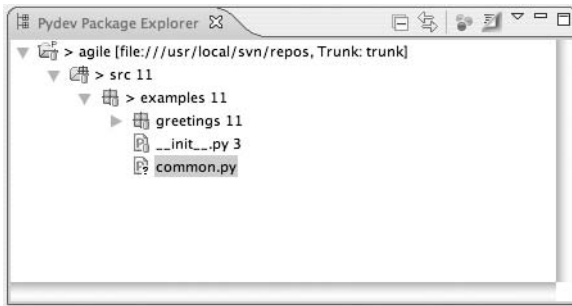 Pydev Package Explorer
> agile [file:///usr/local/svn/repos, Trunk: trunk]
> src 11
> examples 11
greetings 11
__init__.py 3
common.py